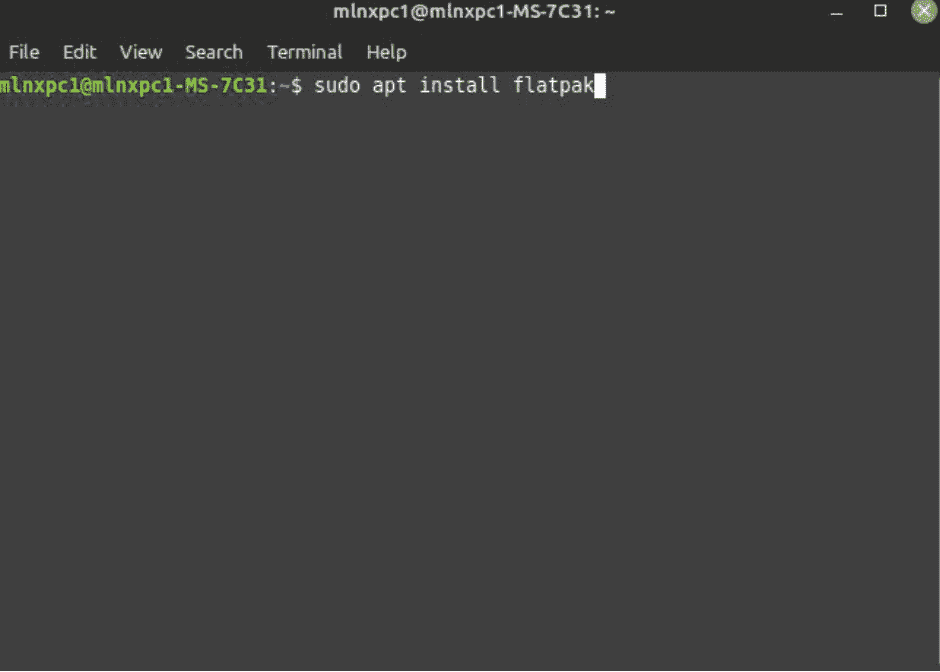 mlnxpc1@mlnxpc1-MS-7C31: ~
File Edit View Search Terminal Help
mlnxpc1@mlnxpc1-MS-7C31:~$ sudo apt install flatpak